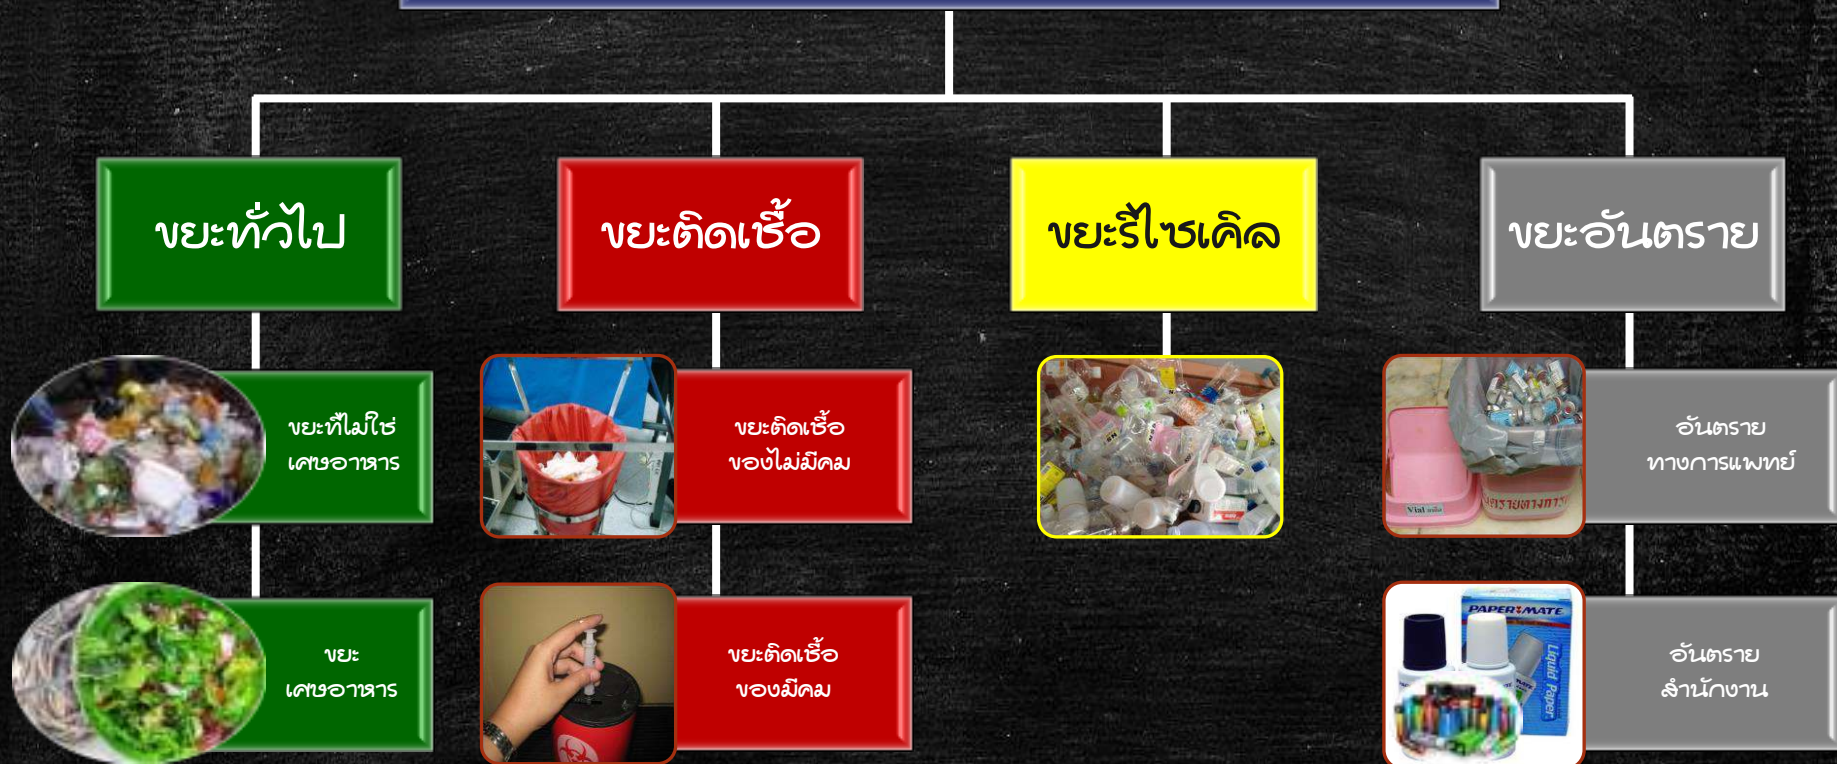 ขยะทั่วไป
ขยะติดเชื้อ
ขยะรีไซเคิล
ขยะอันตราย
ขยะที่ไม่ใช่
เศษอาหาร
ขยะติดเชื้อ
ของไม่มีคม
อันตราย
ทางการแพทย์
Vial
ขยะ
เศษอาหาร
ขยะติดเชื้อ
ของมีคม
PAPER MATE
Liquid Paper
อันตราย
สำนักงาน